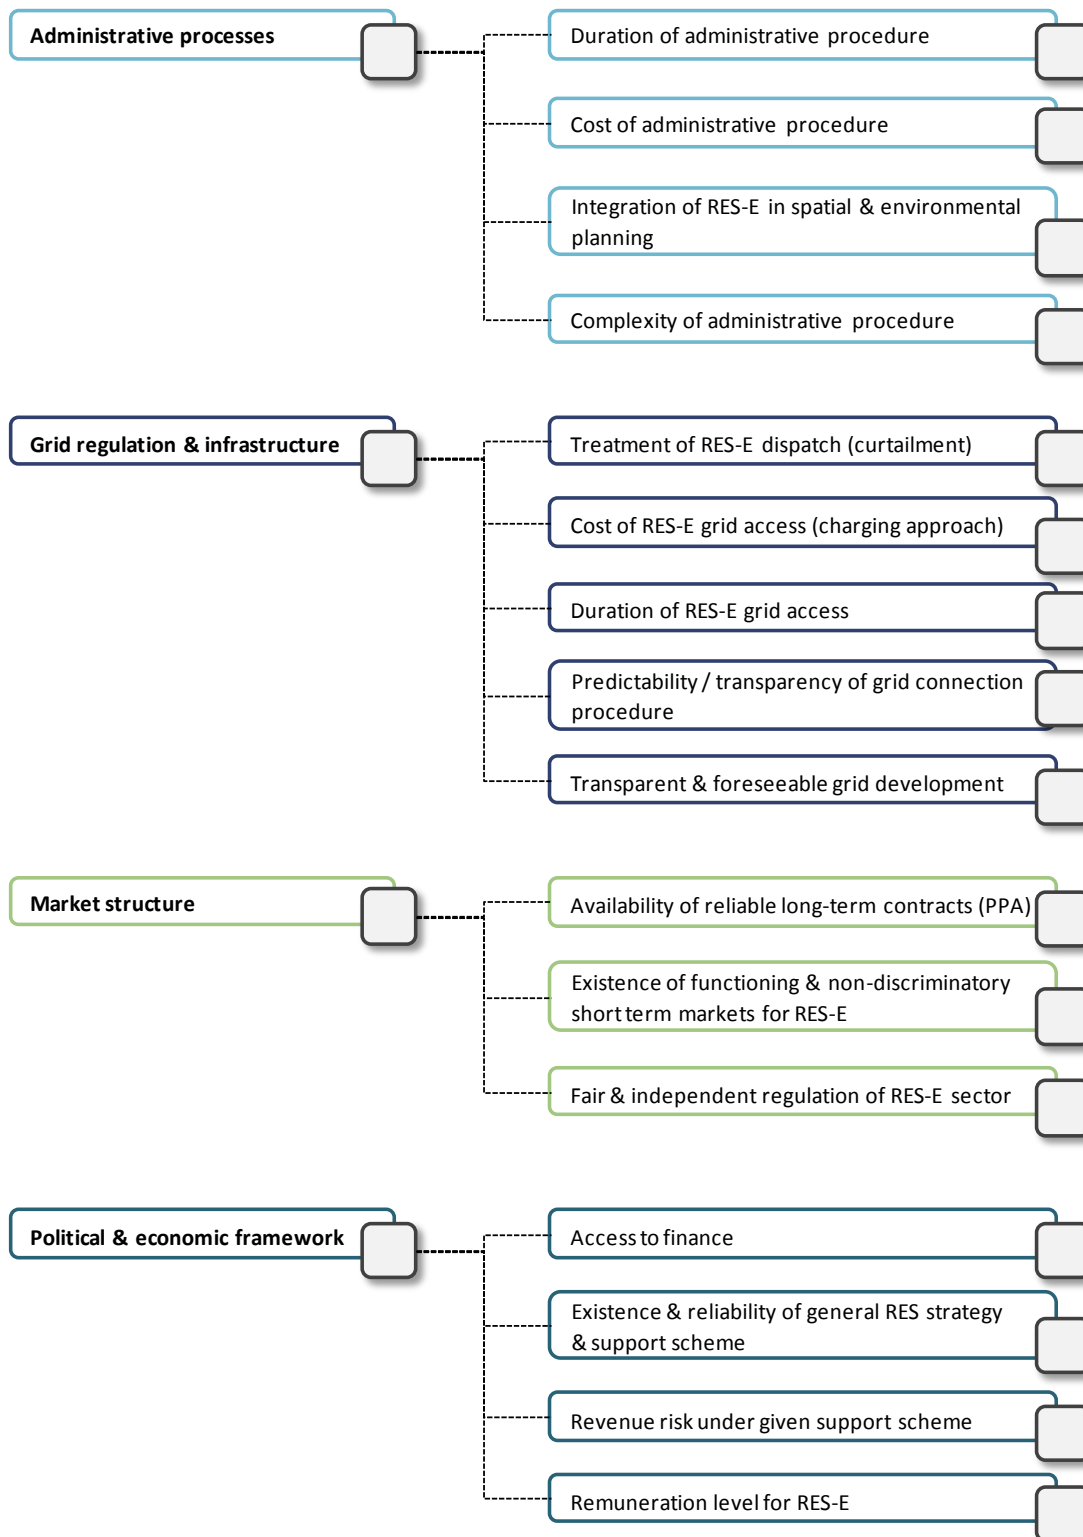 Administrative processes
Duration of administrative procedure
Cost of administrative procedure
Integration of RES-E in spatial & environmental
planning
Complexity of administrative procedure
Grid regulation & infrastructure
Treatment of RES-E dispatch (curtailment)
Cost of RES-E grid access (charging approach)
Duration of RES-E grid access
Predictability / transparency of grid connection
procedure
Transparent & foreseeable grid development
Market structure
Availability of reliable long-term contracts (PPA)
Existence of functioning & non-discriminatory
short term markets for RES-E
Fair & independent regulation of RES-E sector
Political & economic framework
Access to finance
Existence & reliability of general RES strategy
& support scheme
Revenue risk under given support scheme
Remuneration level for RES-E